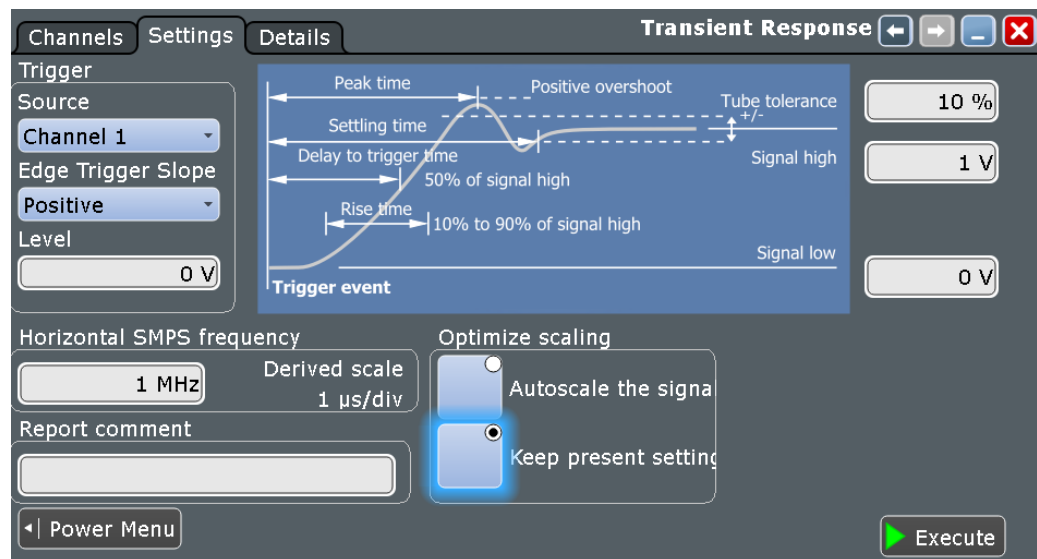 Channels Settings Details Transient Response
Trigger
Source
Channel 1
Edge Trigger Slope
Positive
Level
0 V
Peak time
Positive overshoot
Tube tolerance
+/-
10 %
Settling time
Delay to trigger time
Signal high
1 V
50% of signal high
Rise time
10% to 90% of signal high
Signal low
0 V
Trigger event
Horizontal SMPS frequency
1 MHz
Derived scale
1 µs/div
Optimize scaling
Autoscale the signal
Keep present setting
Report comment
Power Menu
Execute